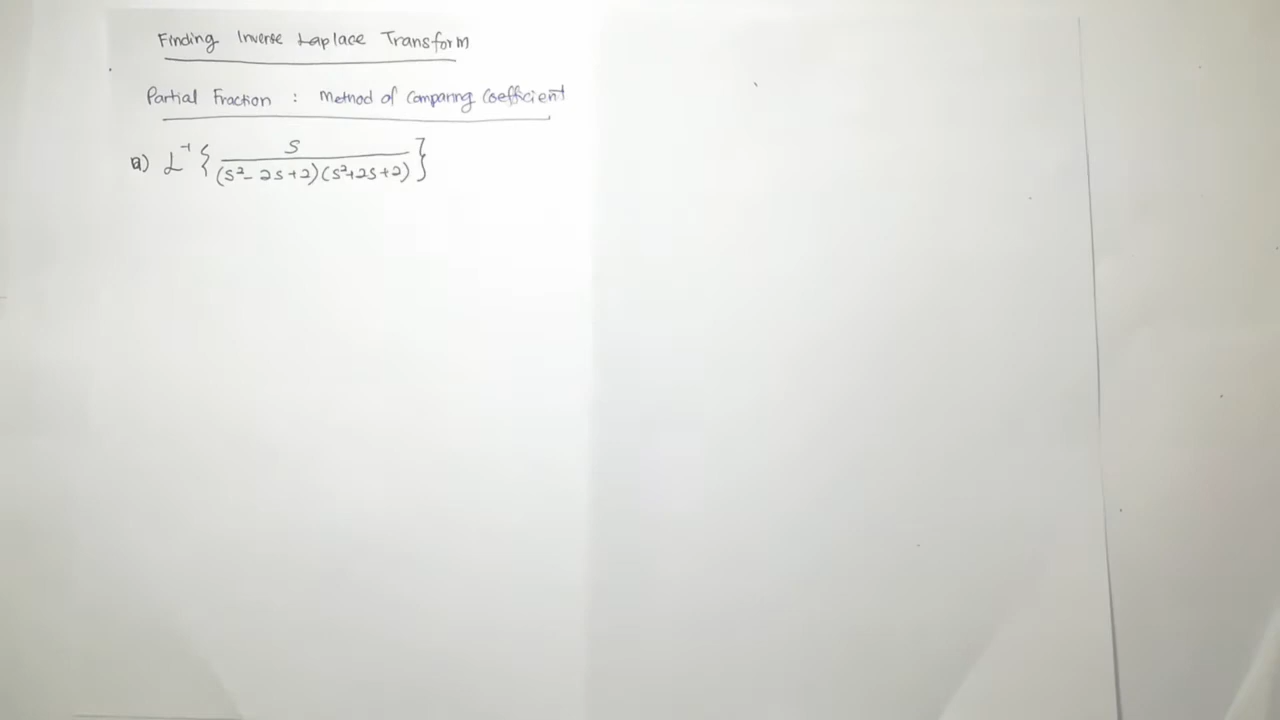 Finding Inverse Laplace Transform
Partial Fraction : Method of Comparing Coefficient
a) L⁻¹ { s / (s²- 2s+2)(s²+2s+2) }